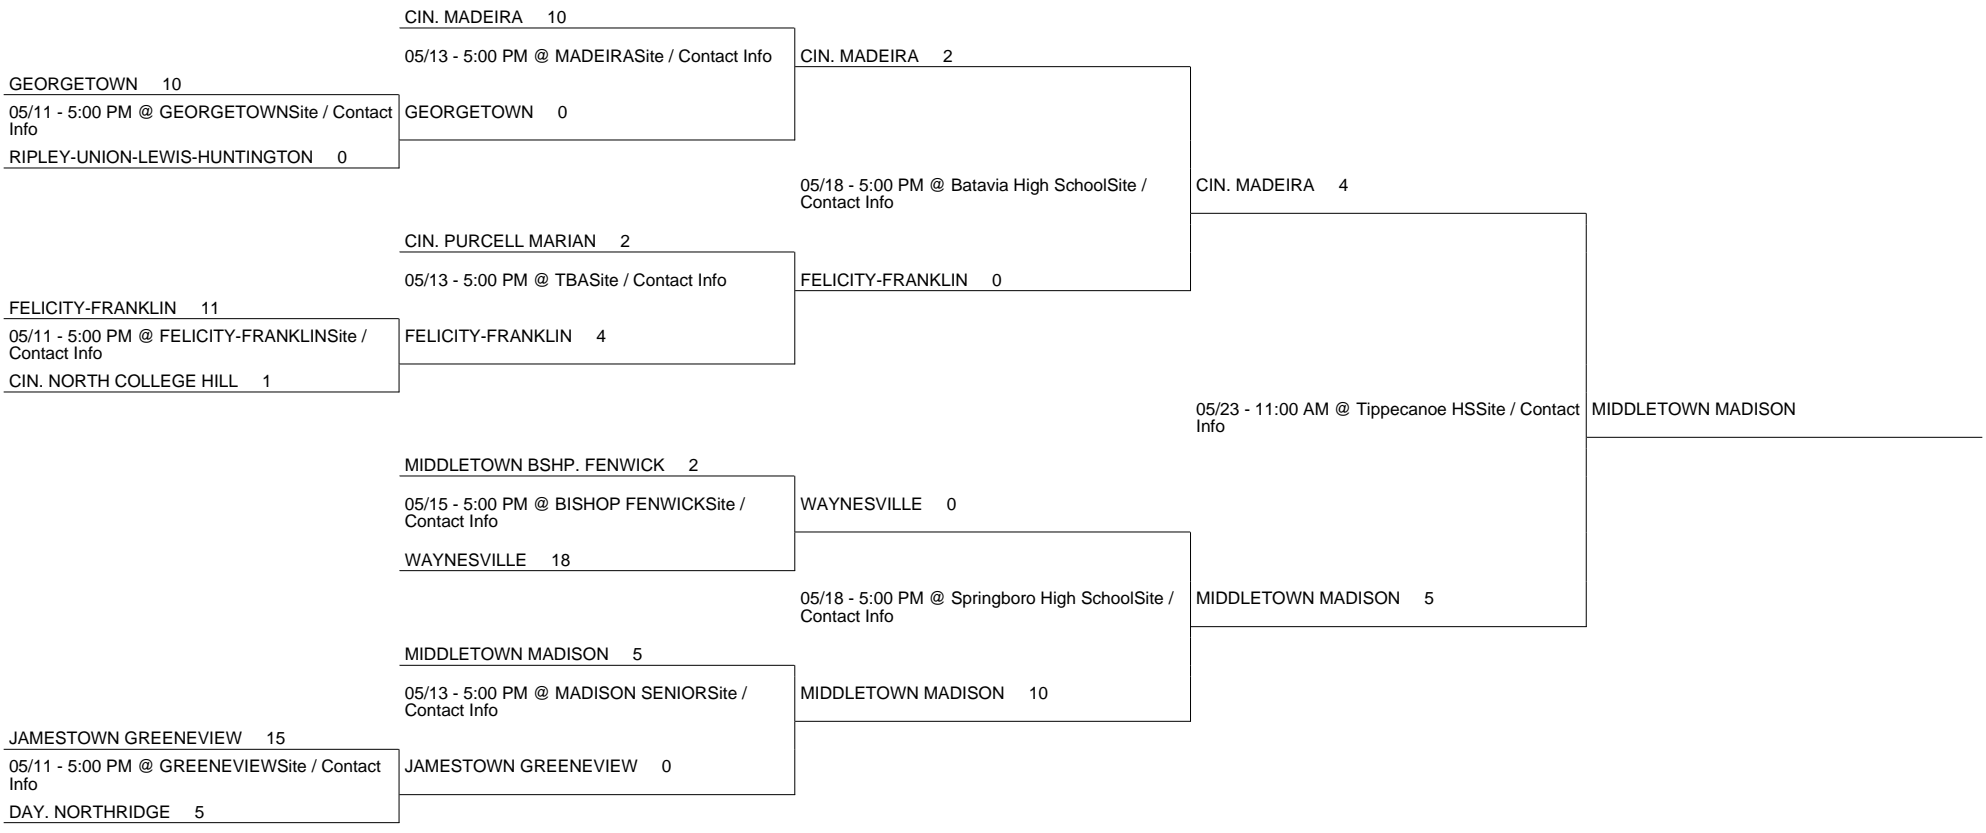 CIN. MADEIRA 10
05/13 - 5:00 PM @ MADEIRASite / Contact Info
CIN. MADEIRA 2
GEORGETOWN 10
05/11 - 5:00 PM @ GEORGETOWNSite / Contact
Info
GEORGETOWN 0
RIPLEY-UNION-LEWIS-HUNTINGTON 0
05/18 - 5:00 PM @ Batavia High SchoolSite /
Contact Info
CIN. MADEIRA 4
CIN. PURCELL MARIAN 2
05/13 - 5:00 PM @ TBASite / Contact Info
FELICITY-FRANKLIN 0
FELICITY-FRANKLIN 11
05/11 - 5:00 PM @ FELICITY-FRANKLINSite /
Contact Info
FELICITY-FRANKLIN 4
CIN. NORTH COLLEGE HILL 1
05/23 - 11:00 AM @ Tippecanoe HSSite / Contact
Info
MIDDLETOWN MADISON
MIDDLETOWN BSHP. FENWICK 2
05/15 - 5:00 PM @ BISHOP FENWICKSite /
Contact Info
WAYNESVILLE 0
WAYNESVILLE 18
05/18 - 5:00 PM @ Springboro High SchoolSite /
Contact Info
MIDDLETOWN MADISON 5
MIDDLETOWN MADISON 5
05/13 - 5:00 PM @ MADISON SENIORSite /
Contact Info
MIDDLETOWN MADISON 10
JAMESTOWN GREENEVIEW 15
05/11 - 5:00 PM @ GREENEVIEWSite / Contact
Info
JAMESTOWN GREENEVIEW 0
DAY. NORTHRIDGE 5